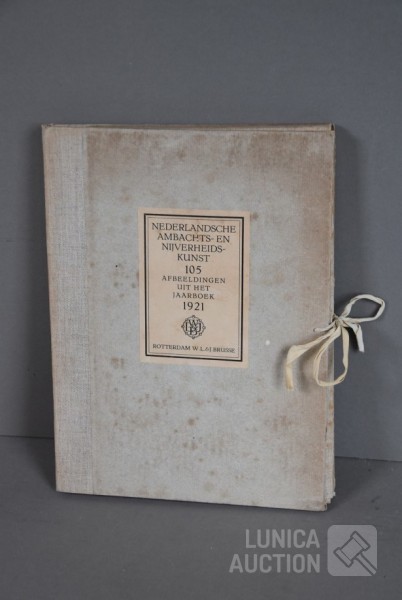 NEDERLANDSCHE
AMBACHTS- EN
NIJVERHEIDS-
KUNST
105
AFBEELDINGEN
UIT HET
JAARBOEK
1921
ROTTERDAM W. L. & J. BRUSSE
LUNICA
AUCTION